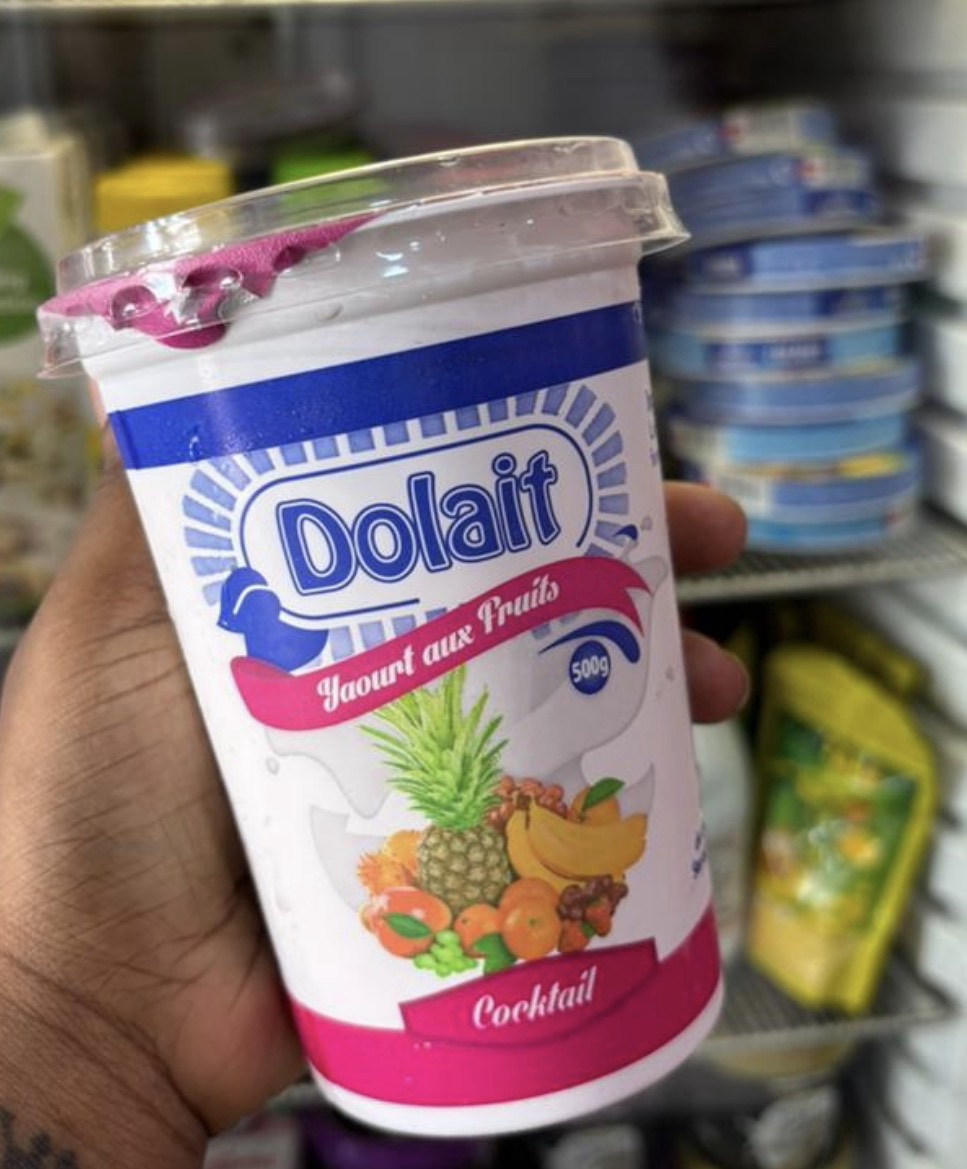 Dolait
Yaourt aux Fruits
500g
Cocktail